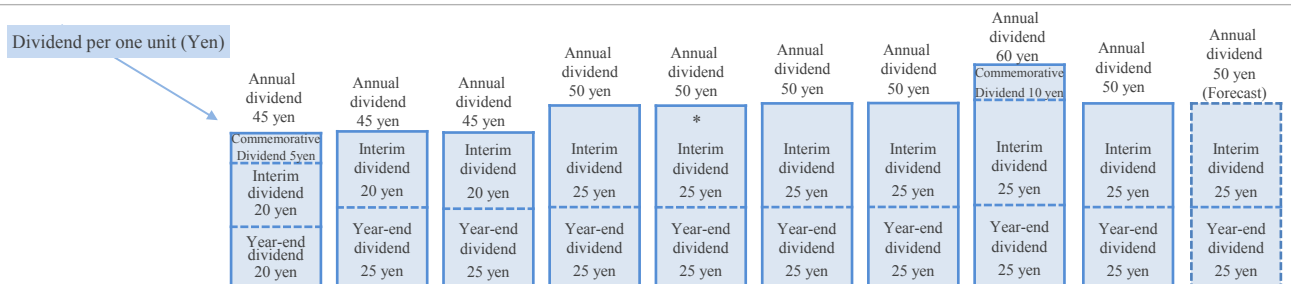 Dividend per one unit (Yen)
Annual
dividend
45 yen
Commemorative
Dividend 5yen
Interim
dividend
20 yen
Year-end
dividend
20 yen
Annual
dividend
45 yen
Interim
dividend
20 yen
Year-end
dividend
25 yen
Annual
dividend
45 yen
Interim
dividend
20 yen
Year-end
dividend
25 yen
Annual
dividend
50 yen
Interim
dividend
25 yen
Year-end
dividend
25 yen
Annual
dividend
50 yen
*
Interim
dividend
25 yen
Year-end
dividend
25 yen
Annual
dividend
50 yen
Interim
dividend
25 yen
Year-end
dividend
25 yen
Annual
dividend
50 yen
Interim
dividend
25 yen
Year-end
dividend
25 yen
Annual
dividend
60 yen
Commemorative
Dividend 10 yen
Interim
dividend
25 yen
Year-end
dividend
25 yen
Annual
dividend
50 yen
Interim
dividend
25 yen
Year-end
dividend
25 yen
Annual
dividend
50 yen
(Forecast)
Interim
dividend
25 yen
Year-end
dividend
25 yen